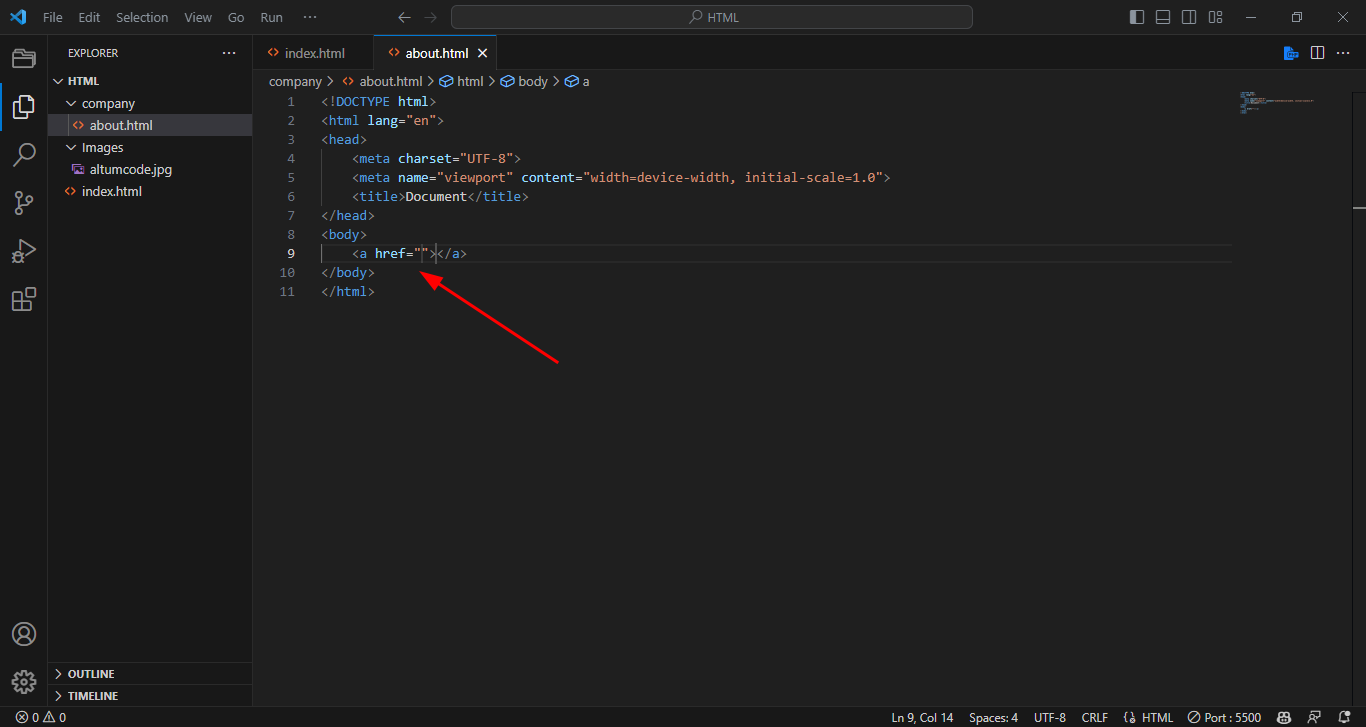 File Edit Selection View Go Run ··· HTML
EXPLORER ···
index.html about.html
HTML
company
about.html
Images
altumcode.jpg
index.html
company > about.html > html > body > a
1 <!DOCTYPE html>
2 <html lang="en">
3 <head>
4 <meta charset="UTF-8">
5 <meta name="viewport" content="width=device-width, initial-scale=1.0">
6 <title>Document</title>
7 </head>
8 <body>
9 <a href=""></a>
10 </body>
11 </html>
OUTLINE
TIMELINE
0 0 Ln 9, Col 14 Spaces: 4 UTF-8 CRLF {} HTML Port : 5500